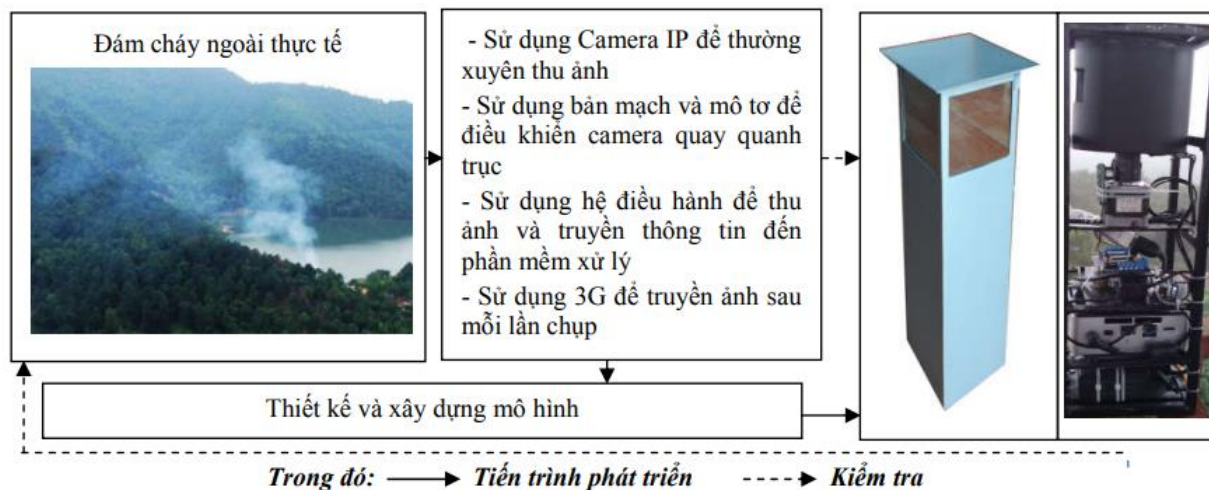 Đám cháy ngoài thực tế
- Sử dụng Camera IP để thường
xuyên thu ảnh
- Sử dụng bản mạch và mô tơ để
điều khiển camera quay quanh
trục
- Sử dụng hệ điều hành để thu
ảnh và truyền thông tin đến
phần mềm xử lý
- Sử dụng 3G để truyền ảnh sau
mỗi lần chụp
Thiết kế và xây dựng mô hình
Trong đó: Tiến trình phát triển Kiểm tra